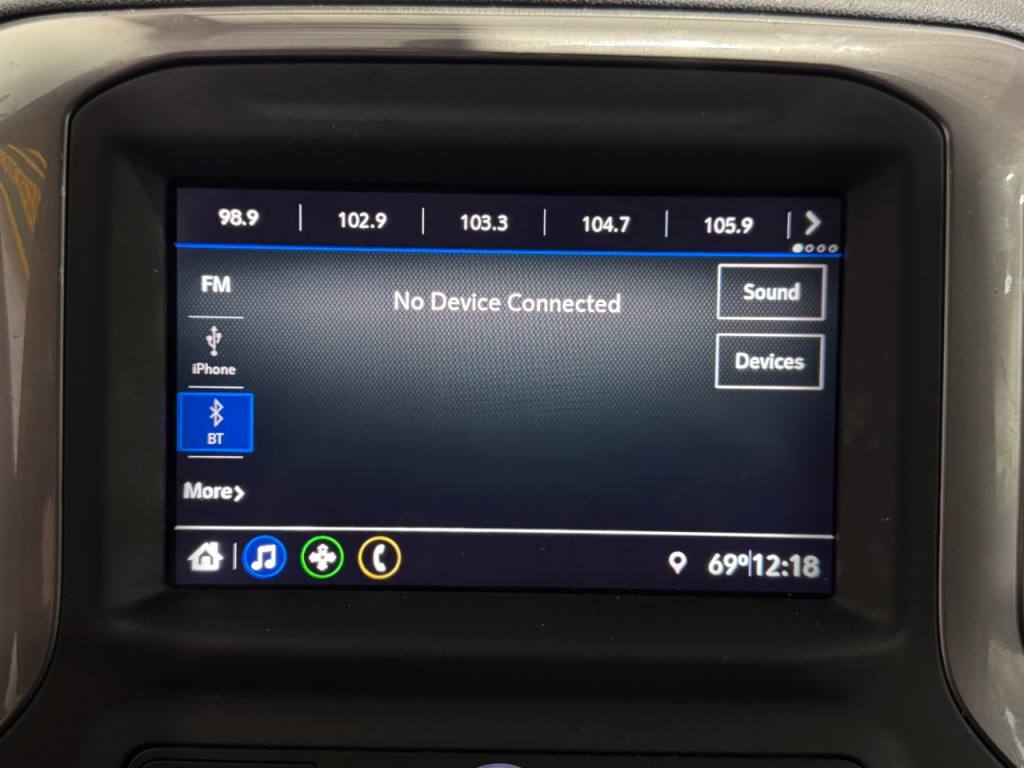 98.9 | 102.9 | 103.3 | 104.7 | 105.9 |
FM
No Device Connected
Sound
iPhone
Devices
BT
More
69°|12:18